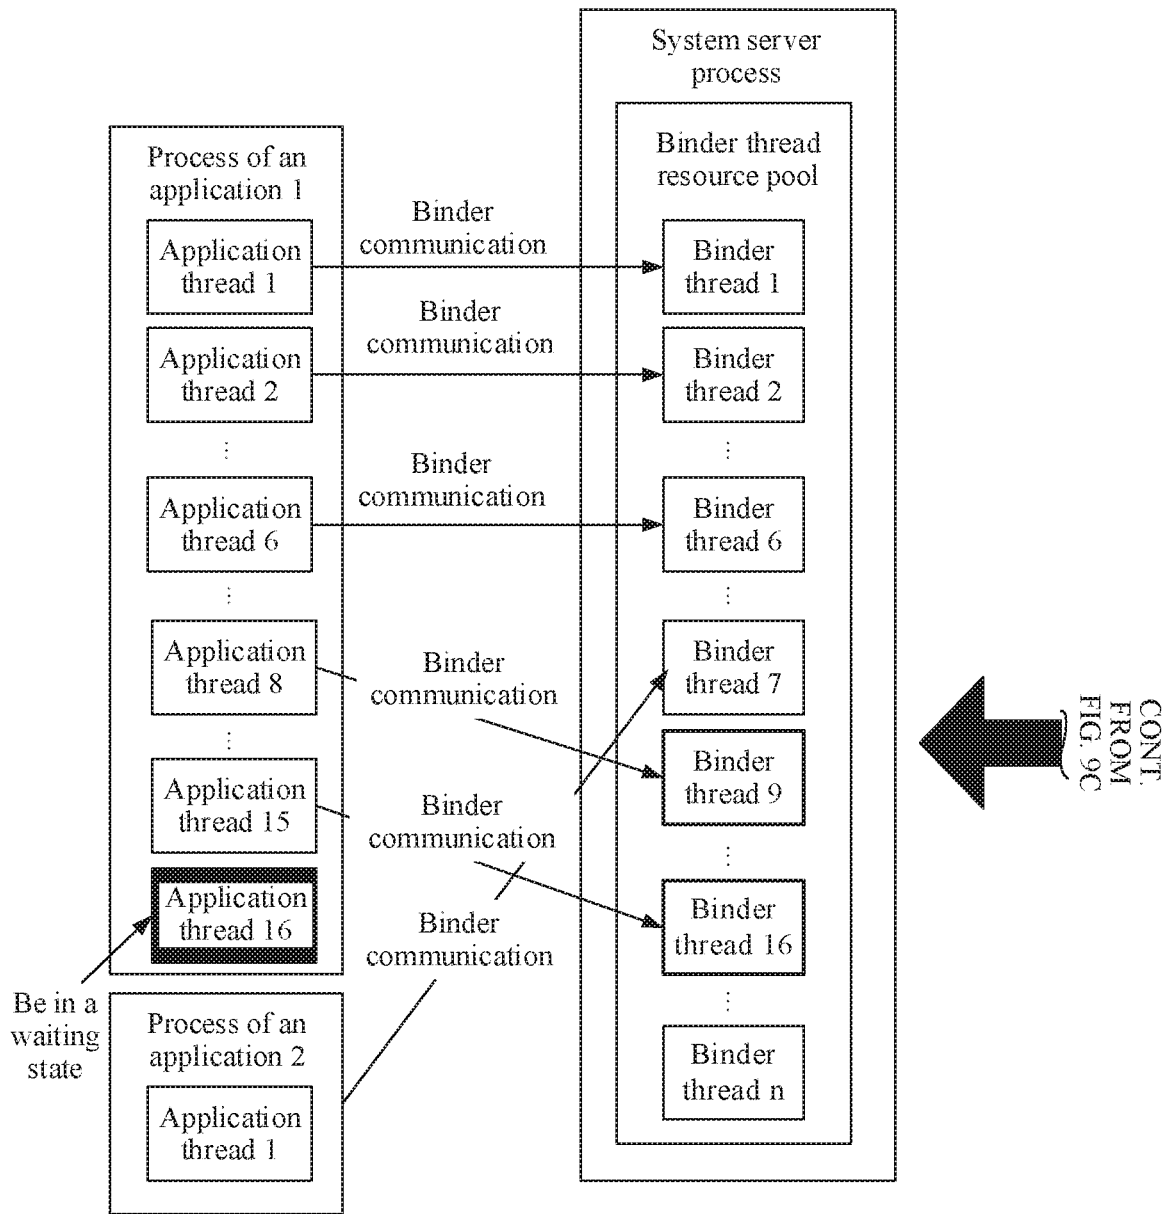 System server
process
Binder thread
resource pool
Process of an
application 1
Application
thread 1
Binder
communication
Binder
thread 1
Application
thread 2
Binder
communication
Binder
thread 2
Application
thread 6
Binder
communication
Binder
thread 6
Application
thread 8
Binder
communication
Binder
thread 7
Application
thread 15
Binder
communication
Binder
thread 9
Application
thread 16
Binder
communication
Binder
thread 16
Be in a
waiting
state
Process of an
application 2
Application
thread 1
Binder
thread n
CONT.
FROM
FIG. 9C